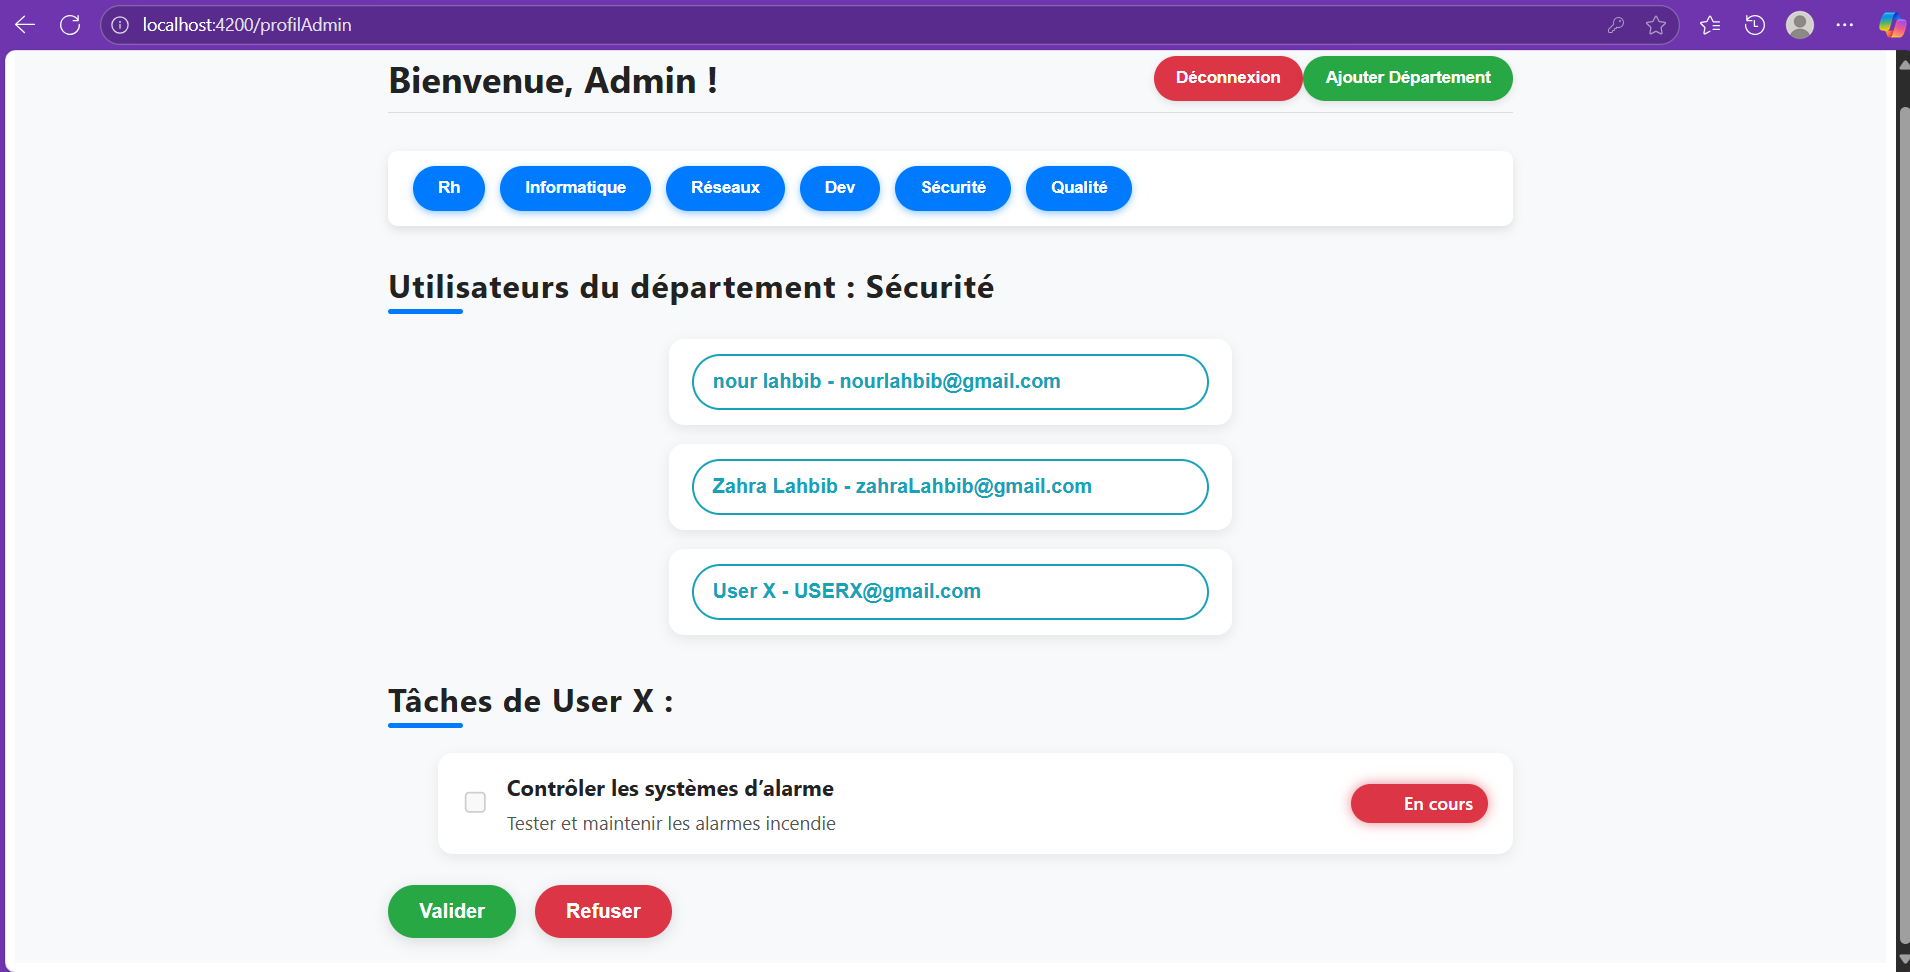 localhost:4200/profilAdmin
Bienvenue, Admin !
Déconnexion
Ajouter Département
Rh
Informatique
Réseaux
Dev
Sécurité
Qualité
Utilisateurs du département : Sécurité
nour lahbib - nourlahbib@gmail.com
Zahra Lahbib - zahraLahbib@gmail.com
User X - USERX@gmail.com
Tâches de User X :
Contrôler les systèmes d’alarme
Tester et maintenir les alarmes incendie
En cours
Valider
Refuser